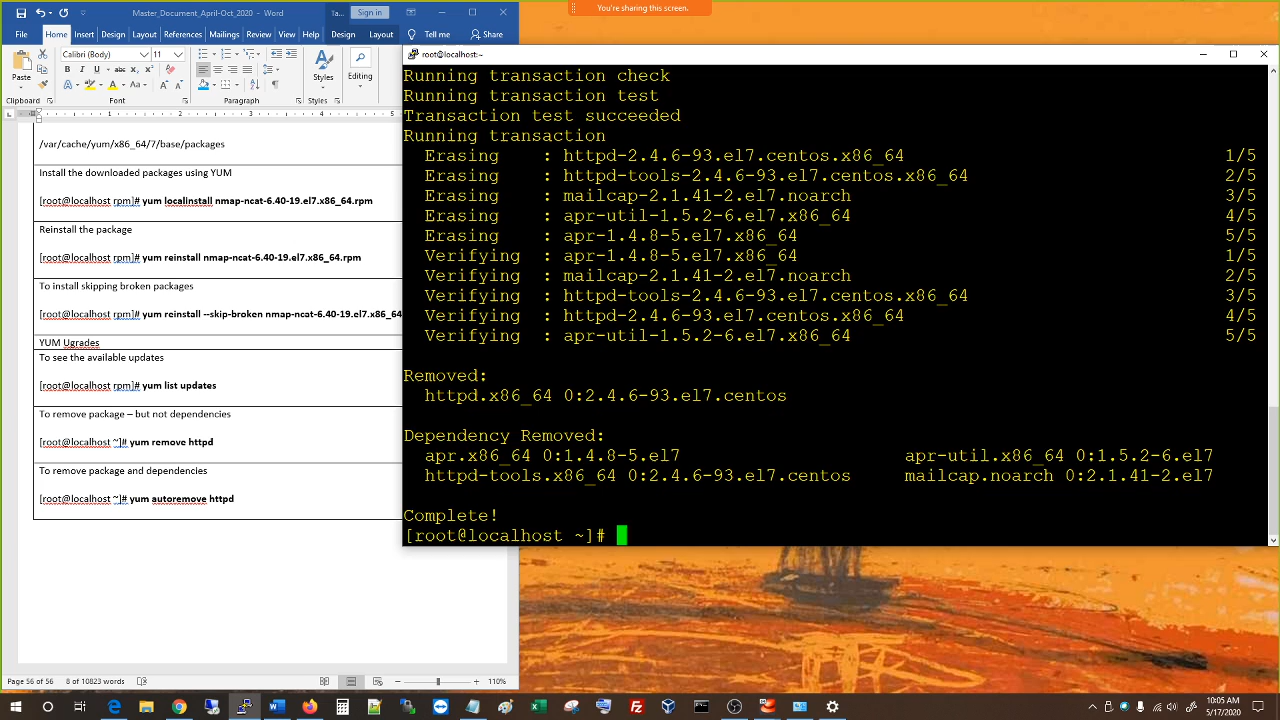 Master_Document_April-Oct_2020 - Word
Ta...
Sign in
You're sharing this screen.
File Home Insert Design Layout References Mailings Review View Help Design Layout Tell me Share
Calibri (Body) 11
Paste
Styles
Editing
Clipboard Font Paragraph Styles
/var/cache/yum/x86_64/7/base/packages
Install the downloaded packages using YUM
[root@localhost rpm]# yum localinstall nmap-ncat-6.40-19.el7.x86_64.rpm
Reinstall the package
[root@localhost rpm]# yum reinstall nmap-ncat-6.40-19.el7.x86_64.rpm
To install skipping broken packages
[root@localhost rpm]# yum reinstall --skip-broken nmap-ncat-6.40-19.el7.x86_64
YUM Ugrades
To see the available updates
[root@localhost rpm]# yum list updates
To remove package – but not dependencies
[root@localhost ~]# yum remove httpd
To remove package and dependencies
[root@localhost ~]# yum autoremove httpd
Page 56 of 56 8 of 10823 words
110%
root@localhost:~
Running transaction check
Running transaction test
Transaction test succeeded
Running transaction
Erasing : httpd-2.4.6-93.el7.centos.x86_64 1/5
Erasing : httpd-tools-2.4.6-93.el7.centos.x86_64 2/5
Erasing : mailcap-2.1.41-2.el7.noarch 3/5
Erasing : apr-util-1.5.2-6.el7.x86_64 4/5
Erasing : apr-1.4.8-5.el7.x86_64 5/5
Verifying : apr-1.4.8-5.el7.x86_64 1/5
Verifying : mailcap-2.1.41-2.el7.noarch 2/5
Verifying : httpd-tools-2.4.6-93.el7.centos.x86_64 3/5
Verifying : httpd-2.4.6-93.el7.centos.x86_64 4/5
Verifying : apr-util-1.5.2-6.el7.x86_64 5/5
Removed:
httpd.x86_64 0:2.4.6-93.el7.centos
Dependency Removed:
apr.x86_64 0:1.4.8-5.el7 apr-util.x86_64 0:1.5.2-6.el7
httpd-tools.x86_64 0:2.4.6-93.el7.centos mailcap.noarch 0:2.1.41-2.el7
Complete!
[root@localhost ~]#
10:05 AM
5/17/2020